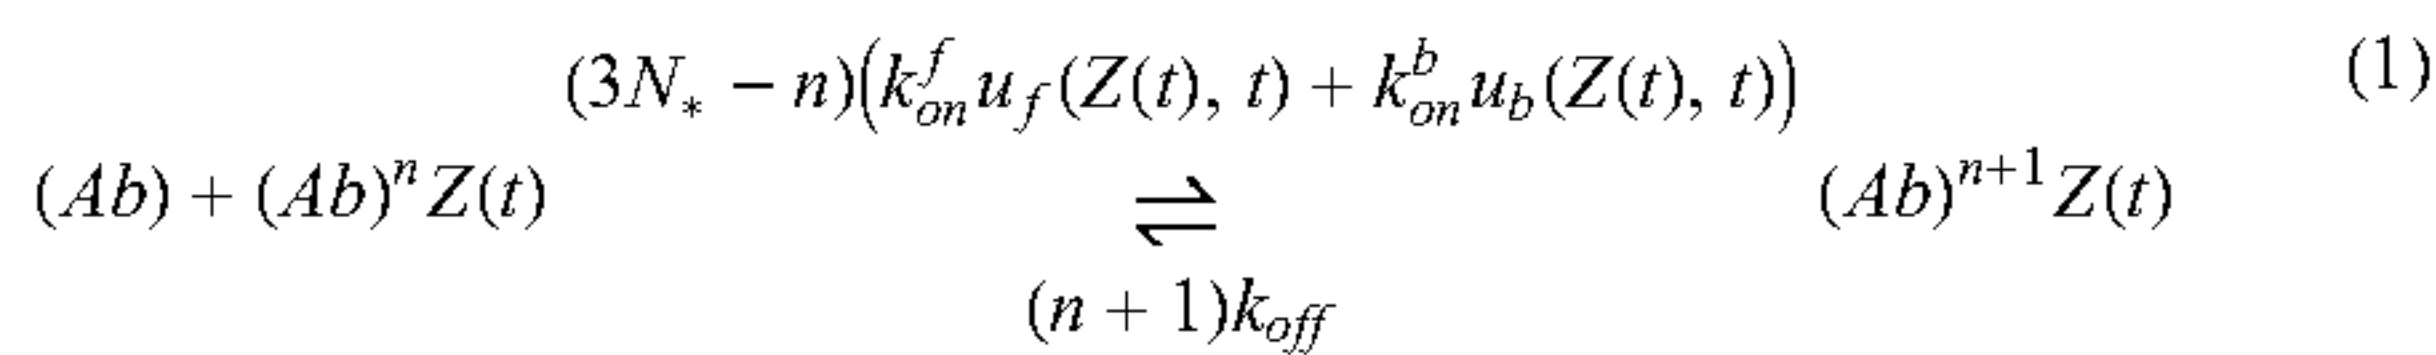 (3N_* − n)(k_{on}^{f} u_f (Z(t), t) + k_{on}^{b} u_b (Z(t), t)) (1)
(Ab) + (Ab)^n Z(t) ⇌ (Ab)^{n+1} Z(t)
(n + 1)k_{off}